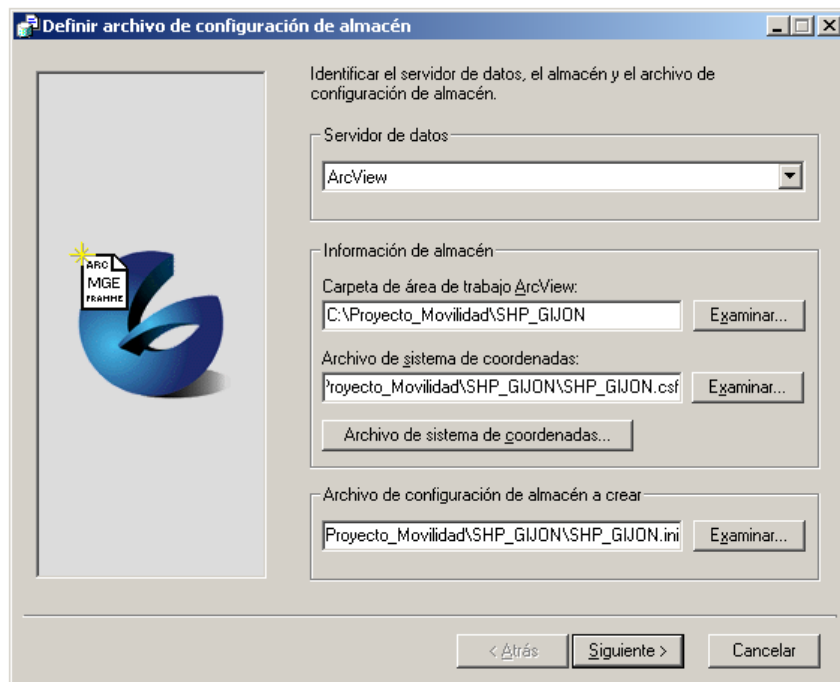 Definir archivo de configuración de almacén
Identificar el servidor de datos, el almacén y el archivo de
configuración de almacén.
Servidor de datos
ArcView
ARC
MGE
FRAMME
Información de almacén
Carpeta de área de trabajo ArcView:
C:\Proyecto_Movilidad\SHP_GIJON
Examinar...
Archivo de sistema de coordenadas:
Proyecto_Movilidad\SHP_GIJON\SHP_GIJON.csf
Examinar...
Archivo de sistema de coordenadas...
Archivo de configuración de almacén a crear
Proyecto_Movilidad\SHP_GIJON\SHP_GIJON.ini
Examinar...
< Atrás
Siguiente >
Cancelar